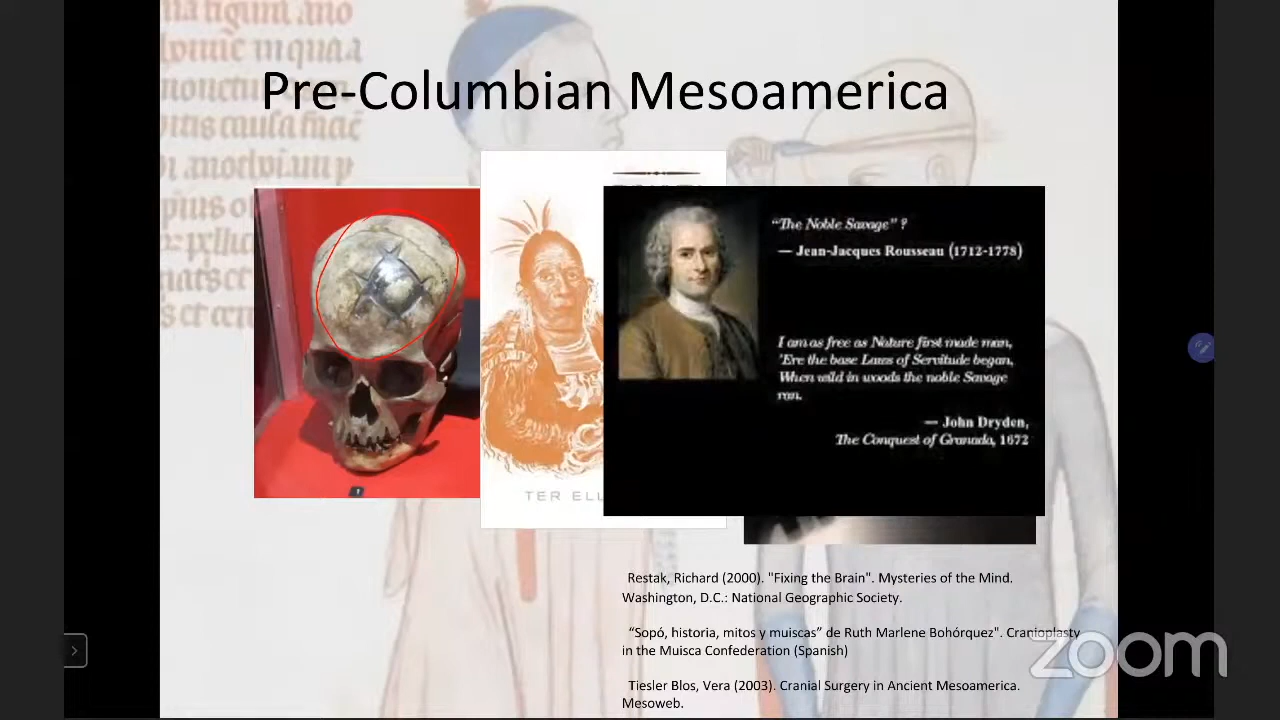 Pre-Columbian Mesoamerica
“The Noble Savage” ?
— Jean-Jacques Rousseau (1712-1778)
I am as free as Nature first made man,
'Ere the base Laws of Servitude began,
When wild in woods the noble Savage
ran.
— John Dryden,
The Conquest of Granada, 1672
TER ELL
Restak, Richard (2000). "Fixing the Brain". Mysteries of the Mind.
Washington, D.C.: National Geographic Society.
“Sopó, historia, mitos y muiscas” de Ruth Marlene Bohórquez". Cranioplasty
in the Muisca Confederation (Spanish)
Tiesler Blos, Vera (2003). Cranial Surgery in Ancient Mesoamerica.
Mesoweb.
zoom